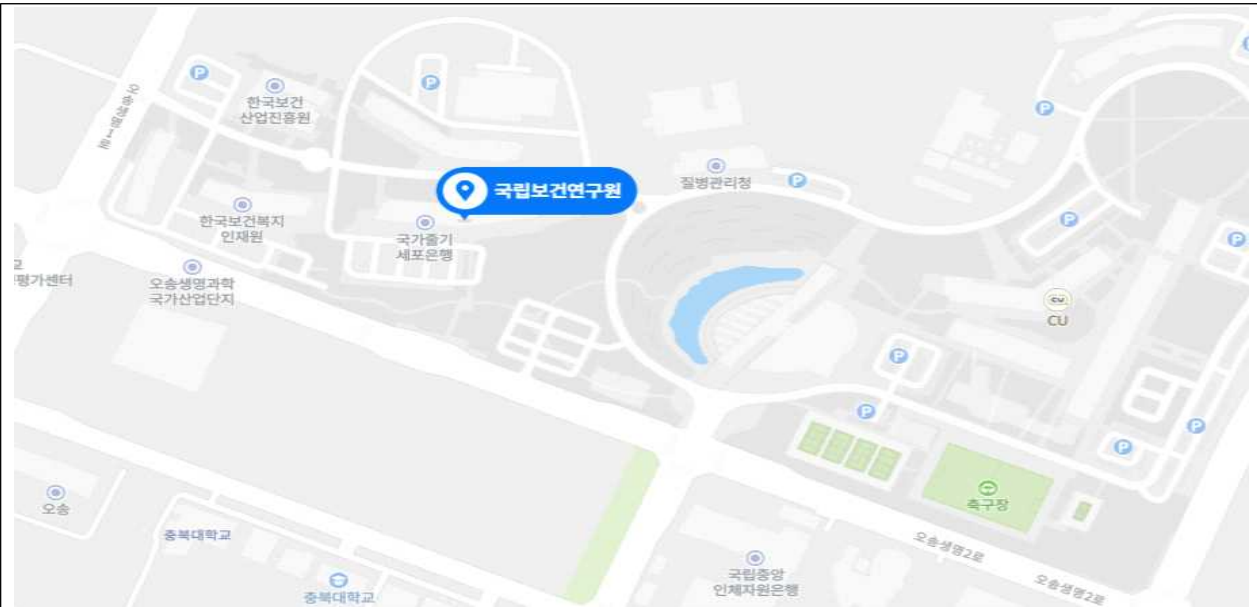 오송생명1로
P
한국보건
산업진흥원
P
P
국립보건연구원
질병관리청
P
한국보건복지
인재원
국가줄기
세포은행
P
P
교
평가센터
오송생명과학
국가산업단지
CU
CU
P
P
P
P
오송
축구장
충북대학교
오송생명2로
국립중앙
인체자원은행
충북대학교
오송생명2로